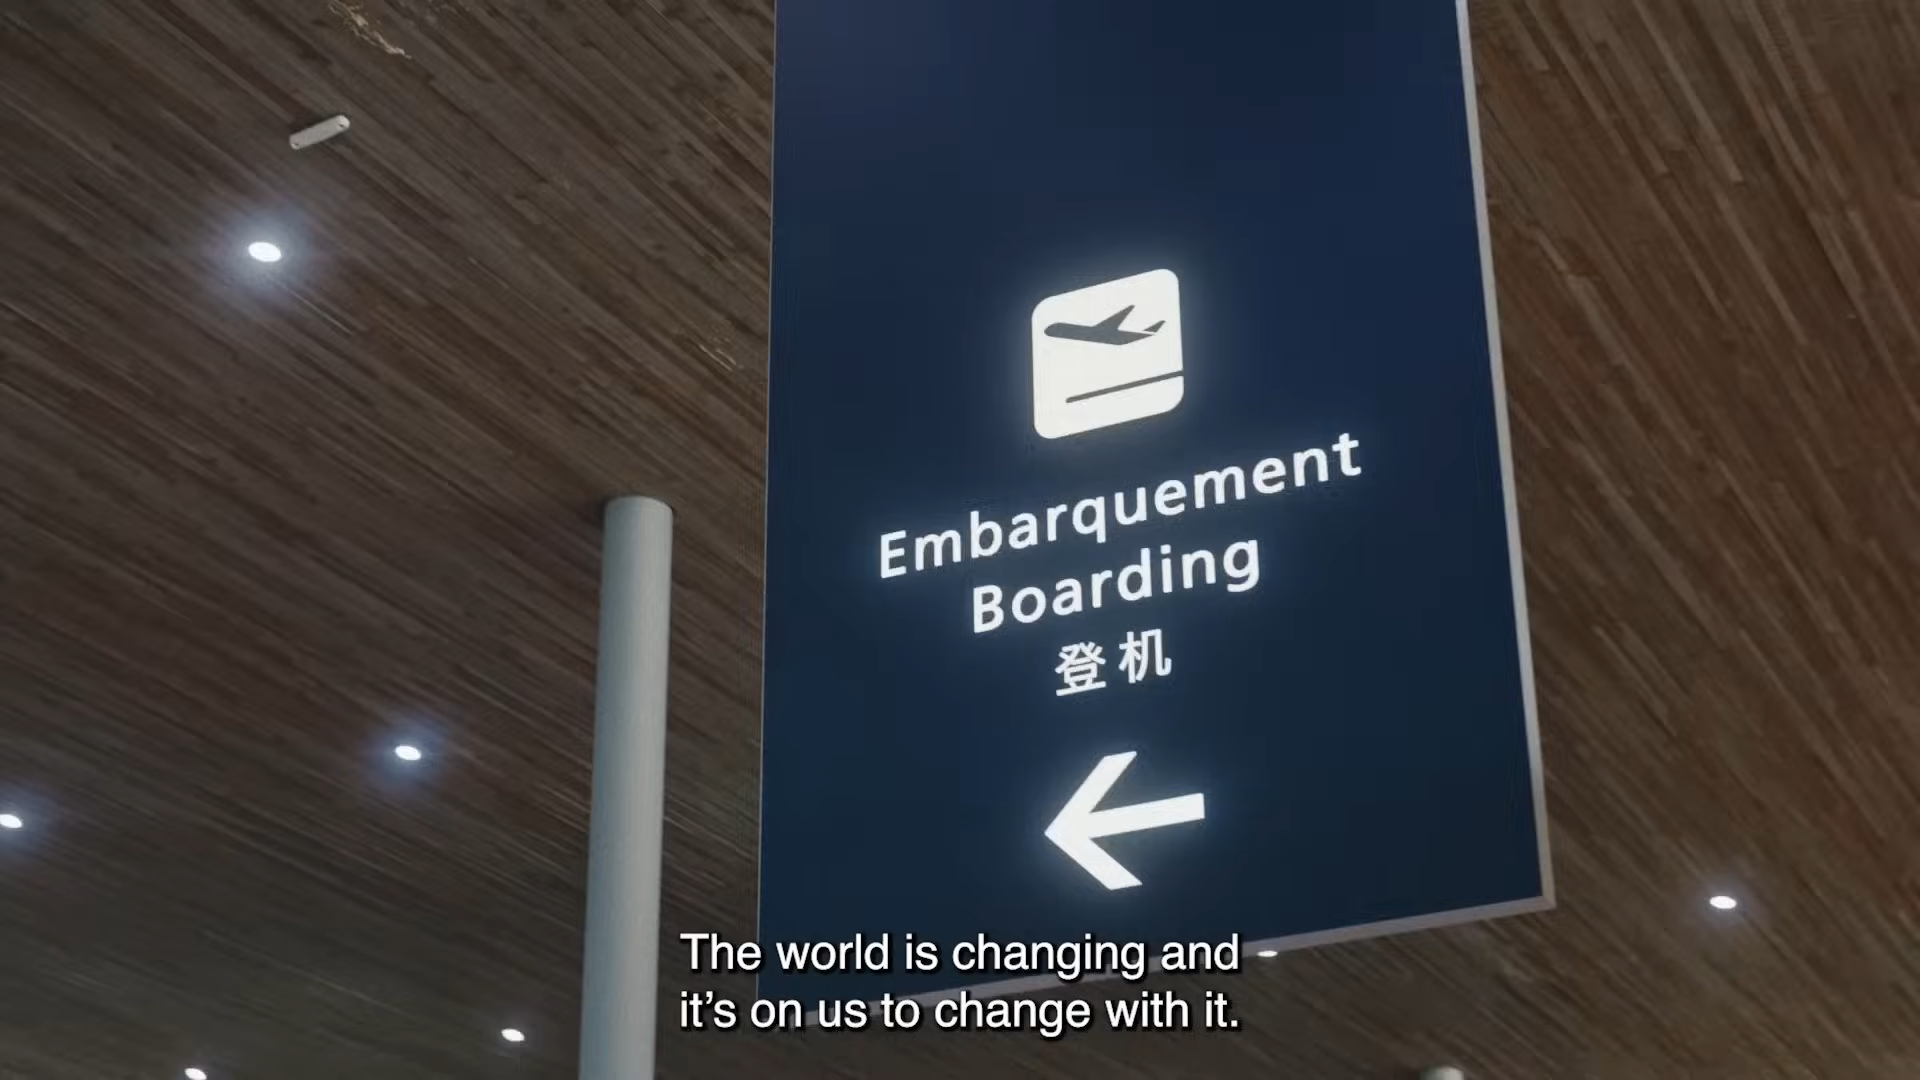 Embarquement
Boarding
登机
The world is changing and
it's on us to change with it.